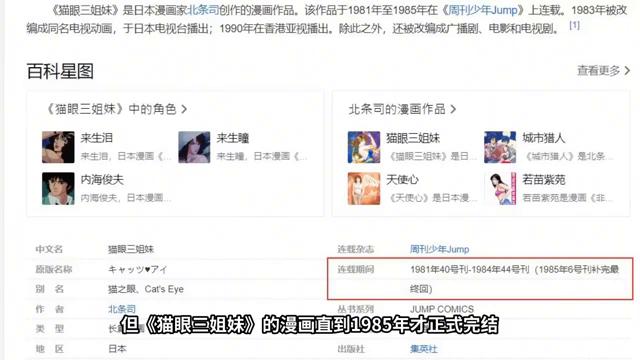 《猫眼三姐妹》是日本漫画家北条司创作的漫画作品。该作品于1981年至1985年在《周刊少年Jump》上连载。1983年被改
编成同名电视动画，于日本电视台播出；1990年在香港亚视播出。除此之外，还被改编成广播剧、电影和电视剧。 [1]
百科星图
查看更多 >
《猫眼三姐妹》中的角色 >
北条司的漫画作品 >
来生泪
来生泪，日本漫画《...
来生瞳
来生瞳，日本漫画《...
猫眼三姐妹
《猫眼三姐妹》是日...
城市猎人
《城市猎人》是北条...
内海俊夫
内海俊夫，日本漫画...
天使心
《天使心》是日本漫...
若苗紫苑
若苗紫苑是漫画《非...
中文名 猫眼三姐妹
连载杂志 周刊少年Jump
原版名称 キャッツ♥アイ
连载期间 1981年40号刊-1984年44号刊（1985年6号刊补完最
终回）
别 名 猫之眼、Cat's Eye
作 者 北条司
丛书系列 JUMP COMICS
类 型 长
但《猫眼三姐妹》的漫画直到1985年才正式完结
地 区 日本
出版社 集英社